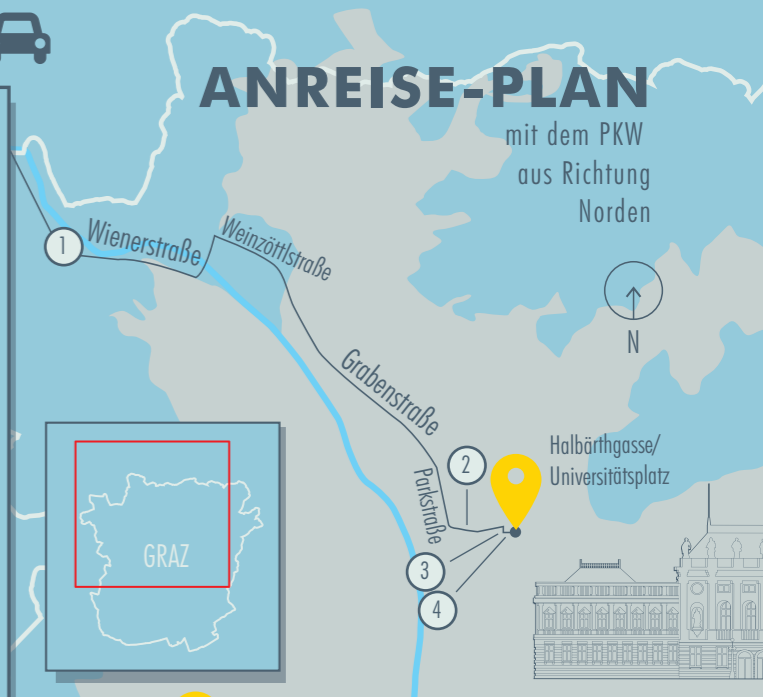 ANREISE-PLAN
mit dem PKW
aus Richtung
Norden
1
Wienerstraße
Weinzöttlstraße
N
Grabenstraße
2
Halbärthgasse/
Universitätsplatz
Parkstraße
GRAZ
3
4